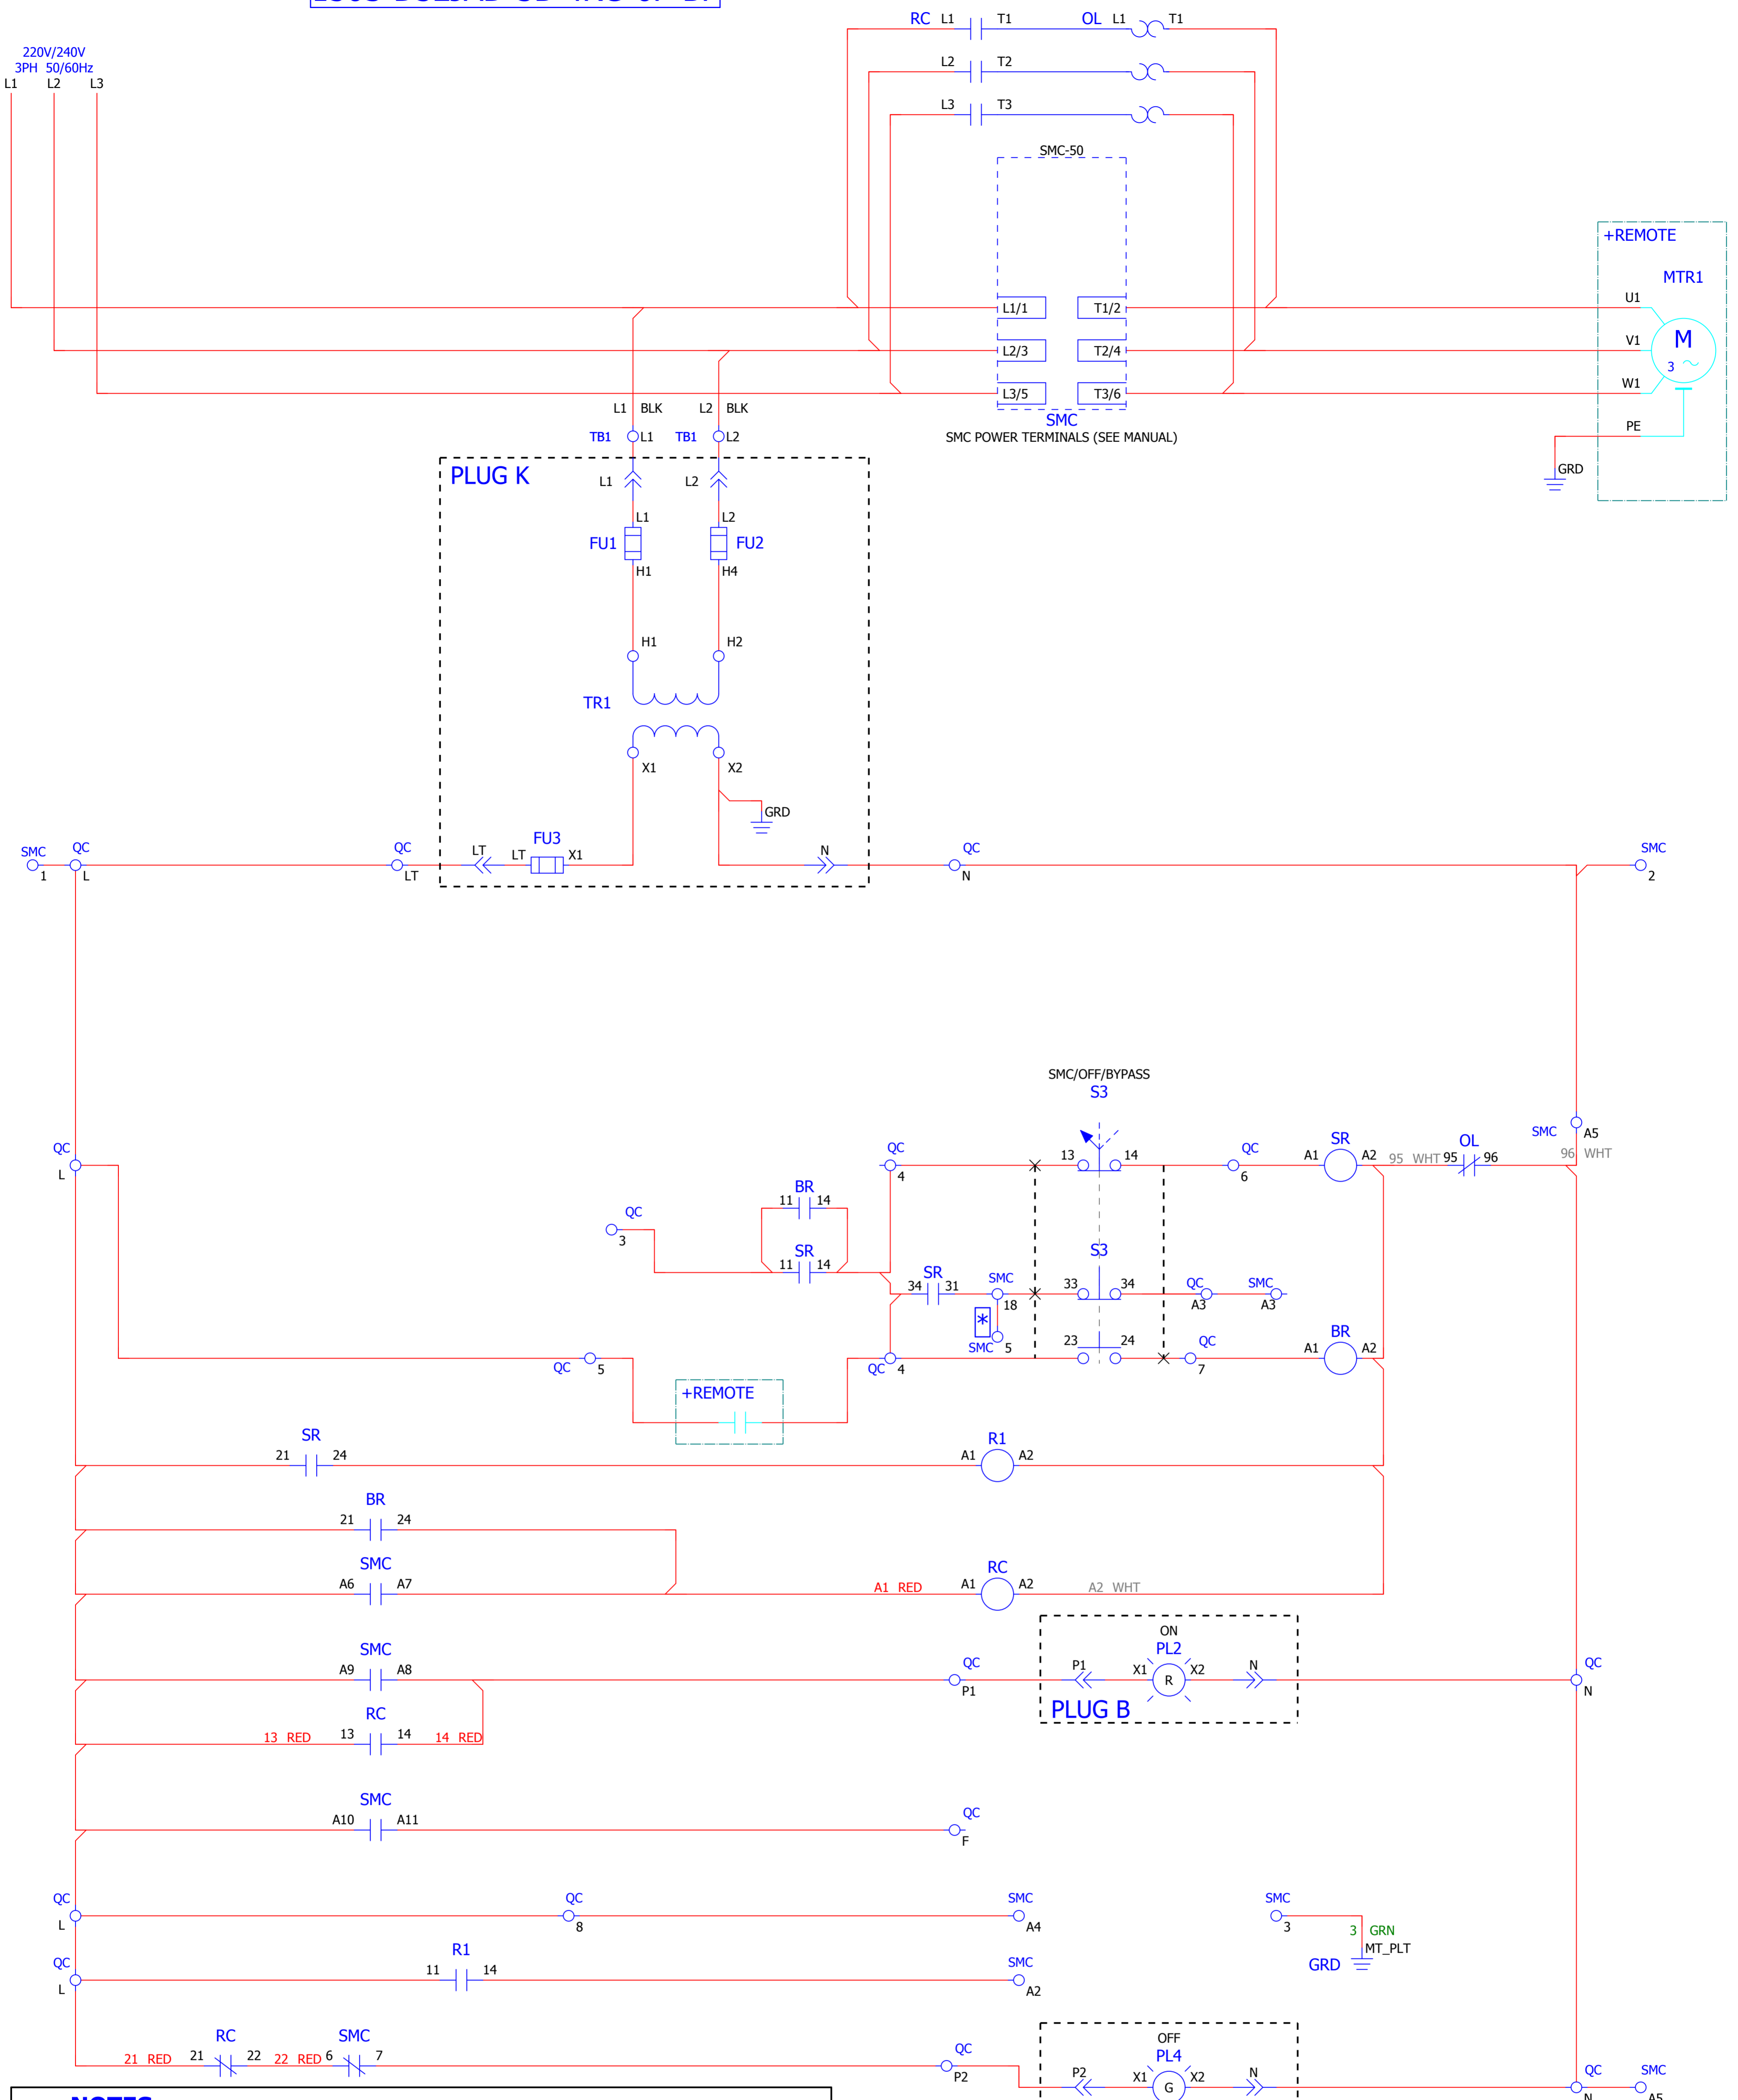 RC L1 T1 OL L1 T1
220V/240V
3PH 50/60Hz
L1 L2 L3
L2 T2
L3 T3
SMC-50
+REMOTE
MTR1
L1/1 T1/2 U1
L2/3 T2/4 V1 M
3
L3/5 T3/6 W1
L1 BLK L2 BLK
SMC
SMC POWER TERMINALS (SEE MANUAL)
PE
TB1 L1 TB1 L2
GRD
PLUG K
L1 L2
L1 L2
FU1 FU2
H1 H4
H1 H2
TR1
X1 X2
GRD
SMC QC QC LT LT FU3 X1 N QC SMC
1 L LT N 2
SMC/OFF/BYPASS
S3
SMC A5
QC QC 13 14 QC A1 SR A2 95 WHT 95 OL 96 96 WHT
L 4 6
BR
11 14
QC
3
SR
11 14
S3
SR
34 31 SMC 33 34 QC SMC
18 A3 A3
*
SMC 5
23 24 QC A1 BR A2
QC 5 QC 4 7
+REMOTE
SR
21 24
R1
A1 A2
BR
21 24
SMC
A6 A7
A1 RED A1 RC A2 A2 WHT
ON
SMC
A9 A8
QC P1 X1 PL2 X2 N QC
P1 R N
PLUG B
RC
13 RED 13 14 14 RED
SMC
A10 A11
QC
F
QC QC SMC SMC
L 8 A4 3
3 GRN
MT_PLT
GRD
QC R1 SMC
L 11 14 A2
OFF
RC SMC
21 RED 21 22 22 RED 6 7
QC P2 X1 PL4 X2 N QC SMC
P2 G